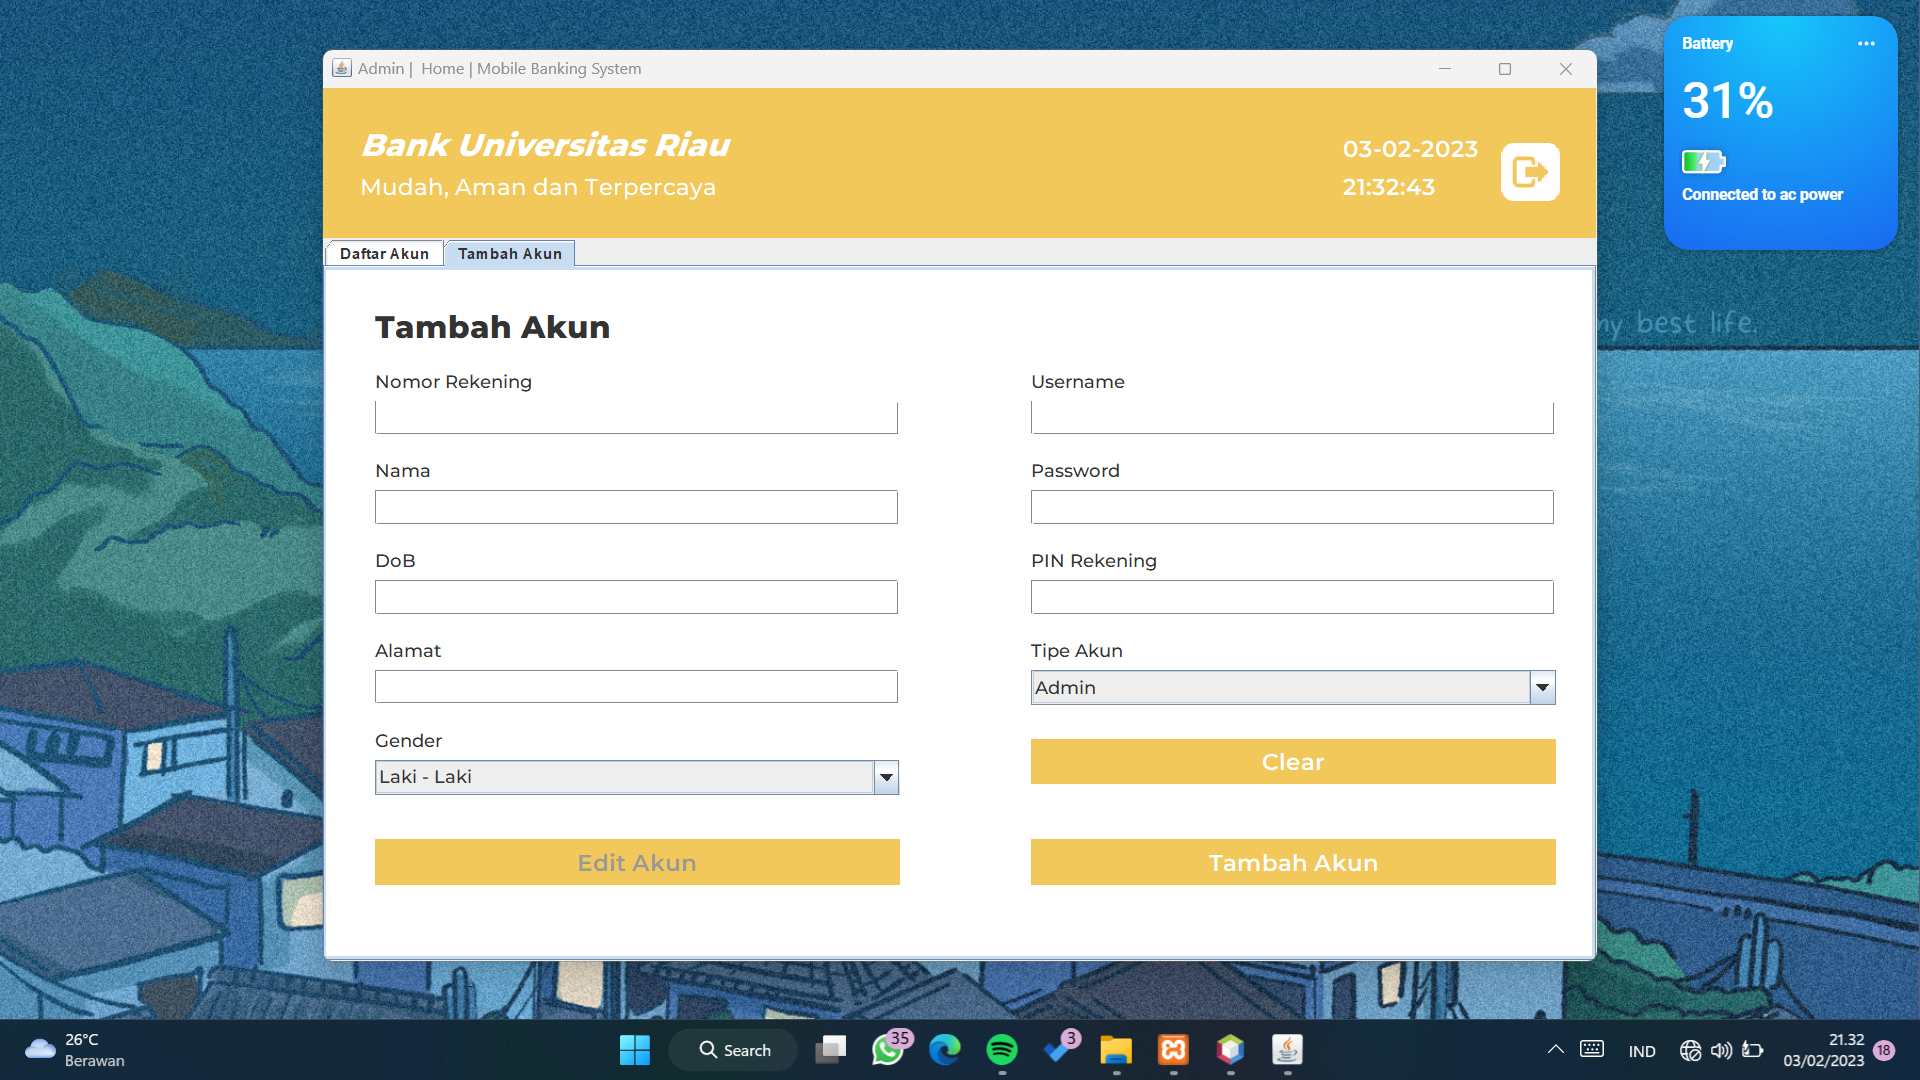 Admin | Home | Mobile Banking System
Bank Universitas Riau
Mudah, Aman dan Terpercaya
03-02-2023
21:32:43
Battery
31%
Connected to ac power
Daftar Akun
Tambah Akun
my best life.
Tambah Akun
Nomor Rekening
Username
Nama
Password
DoB
PIN Rekening
Alamat
Tipe Akun
Admin
Gender
Laki - Laki
Clear
Edit Akun
Tambah Akun
26°C
Berawan
Search
35
3
IND
21.32
03/02/2023
18